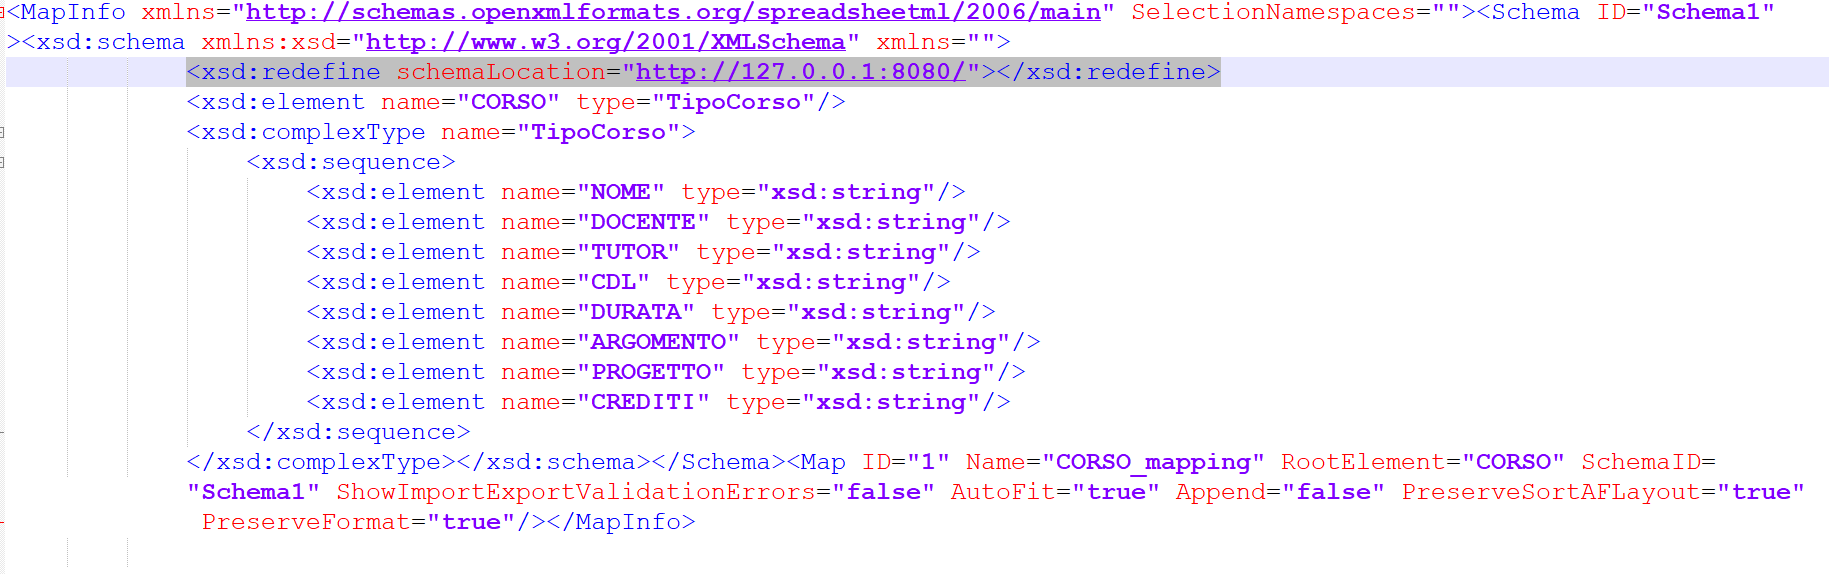 <MapInfo xmlns="http://schemas.openxmlformats.org/spreadsheetml/2006/main" SelectionNamespaces=""><Schema ID="Schema1"
><xsd:schema xmlns:xsd="http://www.w3.org/2001/XMLSchema" xmlns="">
<xsd:redefine schemaLocation="http://127.0.0.1:8080/"></xsd:redefine>
<xsd:element name="CORSO" type="TipoCorso"/>
<xsd:complexType name="TipoCorso">
<xsd:sequence>
<xsd:element name="NOME" type="xsd:string"/>
<xsd:element name="DOCENTE" type="xsd:string"/>
<xsd:element name="TUTOR" type="xsd:string"/>
<xsd:element name="CDL" type="xsd:string"/>
<xsd:element name="DURATA" type="xsd:string"/>
<xsd:element name="ARGOMENTO" type="xsd:string"/>
<xsd:element name="PROGETTO" type="xsd:string"/>
<xsd:element name="CREDITI" type="xsd:string"/>
</xsd:sequence>
</xsd:complexType></xsd:schema></Schema><Map ID="1" Name="CORSO_mapping" RootElement="CORSO" SchemaID=
"Schema1" ShowImportExportValidationErrors="false" AutoFit="true" Append="false" PreserveSortAFLayout="true"
PreserveFormat="true"/></MapInfo>